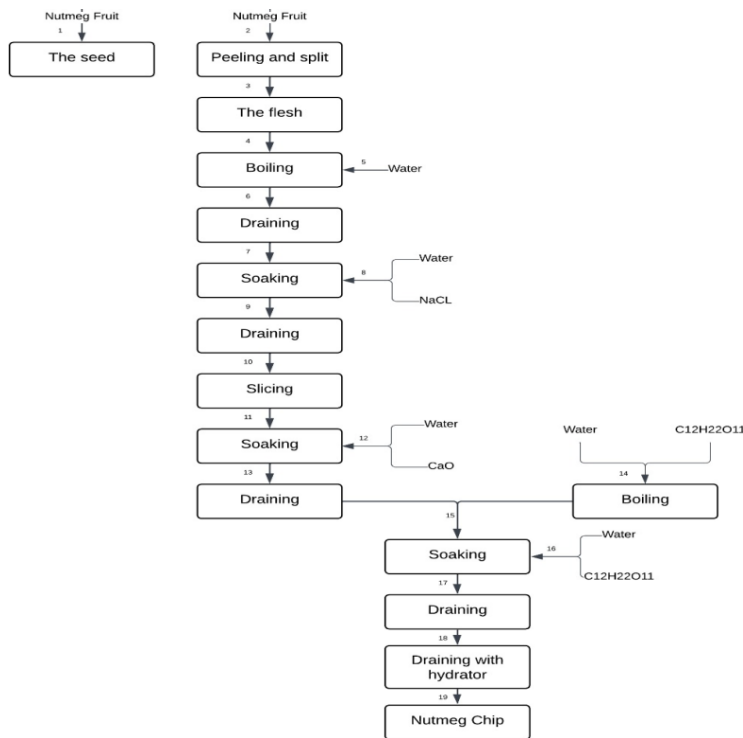 Nutmeg Fruit
Nutmeg Fruit
1
2
The seed
Peeling and split
3
The flesh
4
Boiling
5
Water
6
Draining
7
Water
Soaking
8
NaCL
9
Draining
10
Slicing
11
Water
Soaking
12
CaO
13
Water
C12H22O11
14
Draining
Boiling
15
Water
Soaking
16
C12H22O11
17
Draining
18
Draining with
hydrator
19
Nutmeg Chip